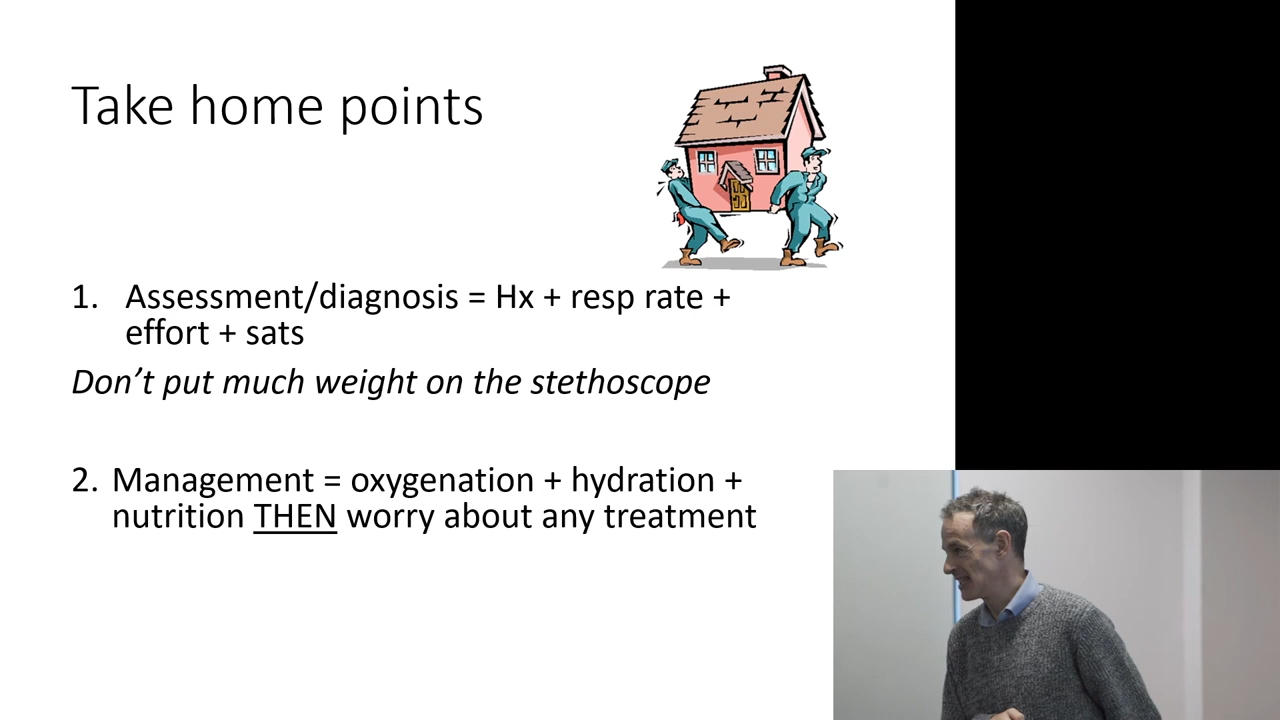 Take home points
1. Assessment/diagnosis = Hx + resp rate +
effort + sats
Don’t put much weight on the stethoscope
2. Management = oxygenation + hydration +
nutrition THEN worry about any treatment